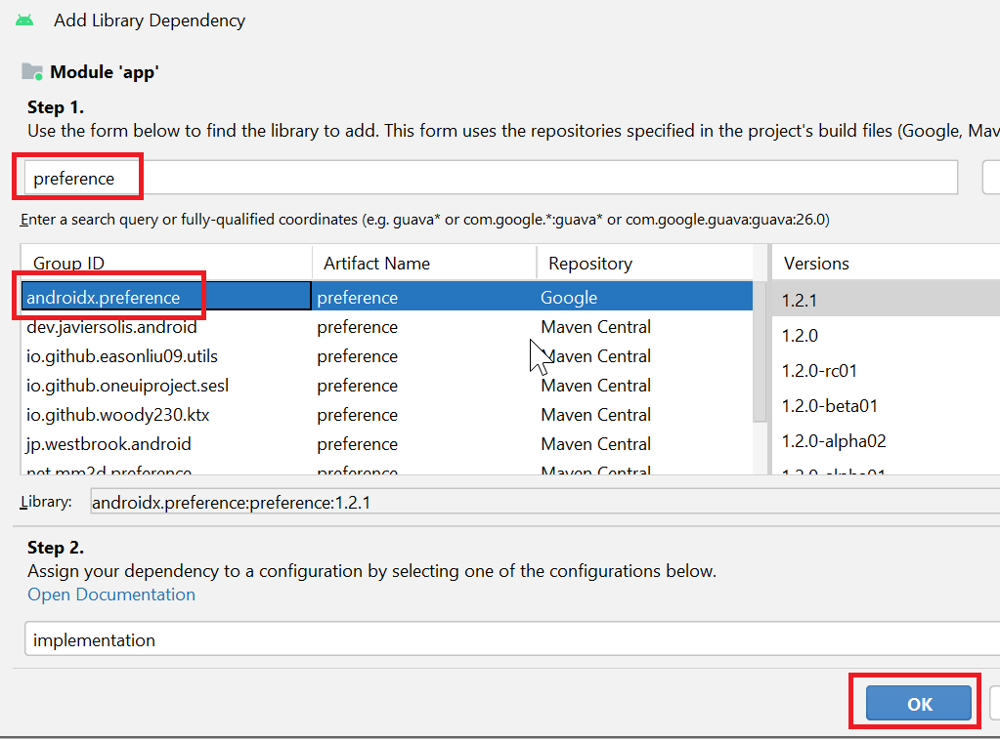 Add Library Dependency
Module 'app'
Step 1.
Use the form below to find the library to add. This form uses the repositories specified in the project's build files (Google, Mav
preference
Enter a search query or fully-qualified coordinates (e.g. guava* or com.google.*:guava* or com.google.guava:guava:26.0)
Group ID Artifact Name Repository Versions
androidx.preference preference Google 1.2.1
dev.javiersolis.android preference Maven Central
1.2.0
io.github.easonliu09.utils preference Maven Central
1.2.0-rc01
io.github.oneuiproject.sesl preference Maven Central
1.2.0-beta01
io.github.woody230.ktx preference Maven Central
jp.westbrook.android preference Maven Central 1.2.0-alpha02
net.mm2d.preference preference Maven Central 1.2.0-alpha01
Library: androidx.preference:preference:1.2.1
Step 2.
Assign your dependency to a configuration by selecting one of the configurations below.
Open Documentation
implementation
OK